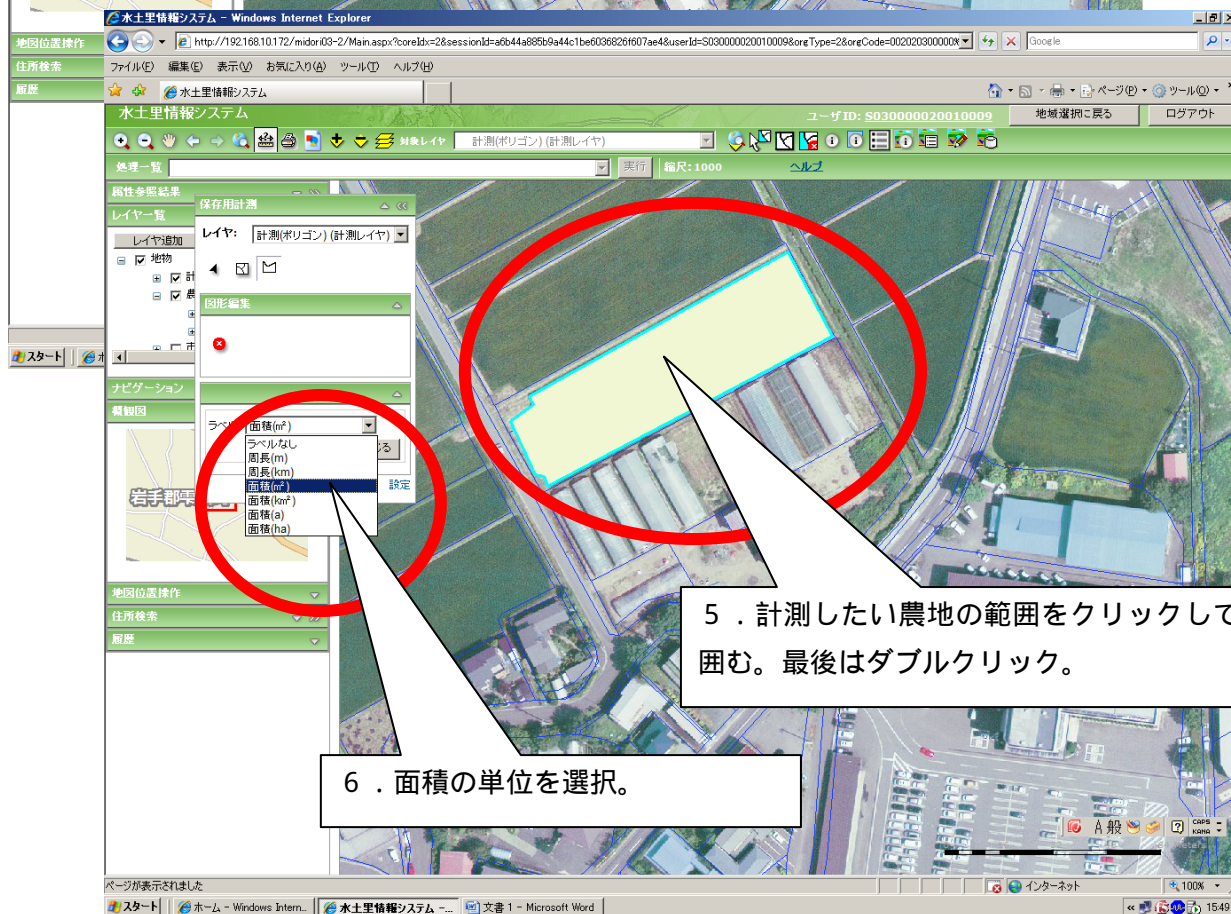 水土里情報システム - Windows Internet Explorer
http://192.168.10.172/midori03-2/Main.aspx?coreIdx=2&sessionId=a6b44a885b9a44c1be6036826f607ae4&userId=S030000020010009&orgType=2&orgCode=002020300000
Google
ファイル(F) 編集(E) 表示(V) お気に入り(A) ツール(T) ヘルプ(H)
水土里情報システム
ページ(P) ツール(O)
水土里情報システム
ユーザID: S030000020010009
地域選択に戻る
ログアウト
対象レイヤ 計測(ポリゴン)(計測レイヤ)
処理一覧
実行
縮尺:1000
ヘルプ
地図位置操作
住所検索
履歴
スタート
属性参照結果
レイヤ一覧
レイヤ追加
地物
保存用計測
レイヤ: 計測(ポリゴン)(計測レイヤ)
図形編集
ナビゲーション
概観図
面積(㎡)
ラベルなし
周長(m)
周長(km)
面積(㎡)
面積(k㎡)
面積(a)
面積(ha)
設定
岩手郡
地図位置操作
住所検索
履歴
5．計測したい農地の範囲をクリックして
囲む。最後はダブルクリック。
6．面積の単位を選択。
A 般
CAPS
KANA
ページが表示されました
インターネット
100%
スタート
ホーム - Windows Intern...
水土里情報システム -...
文書 1 - Microsoft Word
15:49